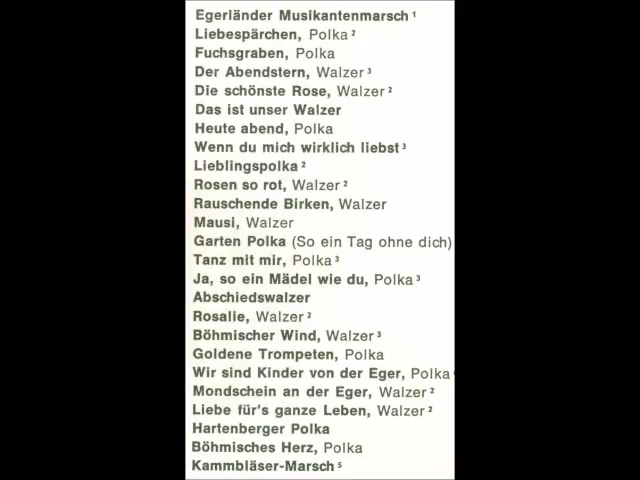 Egerländer Musikantenmarsch ¹
Liebespärchen, Polka ²
Fuchsgraben, Polka
Der Abendstern, Walzer ³
Die schönste Rose, Walzer ²
Das ist unser Walzer
Heute abend, Polka
Wenn du mich wirklich liebst ³
Lieblingspolka ²
Rosen so rot, Walzer ²
Rauschende Birken, Walzer
Mausi, Walzer
Garten Polka (So ein Tag ohne dich)
Tanz mit mir, Polka ³
Ja, so ein Mädel wie du, Polka ³
Abschiedswalzer
Rosalie, Walzer ²
Böhmischer Wind, Walzer ³
Goldene Trompeten, Polka
Wir sind Kinder von der Eger, Polka
Mondschein an der Eger, Walzer ²
Liebe für's ganze Leben, Walzer ²
Hartenberger Polka
Böhmisches Herz, Polka
Kammbläser-Marsch ⁵